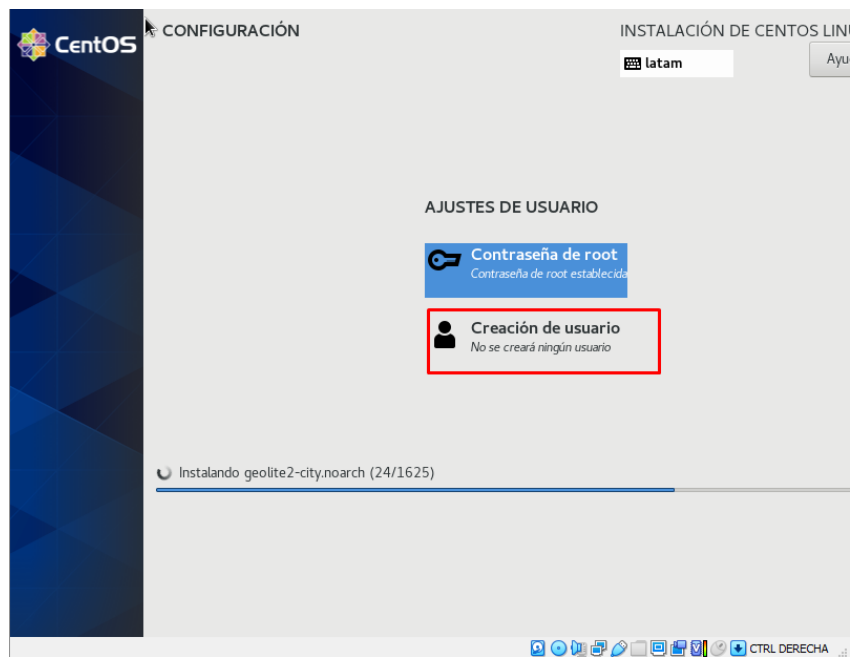 CentOS
CONFIGURACIÓN
INSTALACIÓN DE CENTOS LINU
latam
Ayu
AJUSTES DE USUARIO
Contraseña de root
Contraseña de root establecida
Creación de usuario
No se creará ningún usuario
Instalando geolite2-city.noarch (24/1625)
CTRL DERECHA